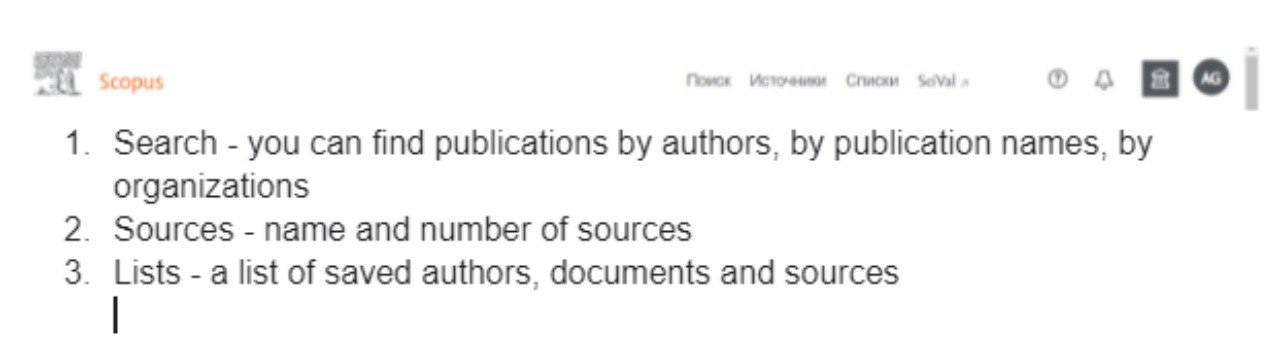 Scopus Поиск Источники Списки SciVal AG
1. Search - you can find publications by authors, by publication names, by
organizations
2. Sources - name and number of sources
3. Lists - a list of saved authors, documents and sources